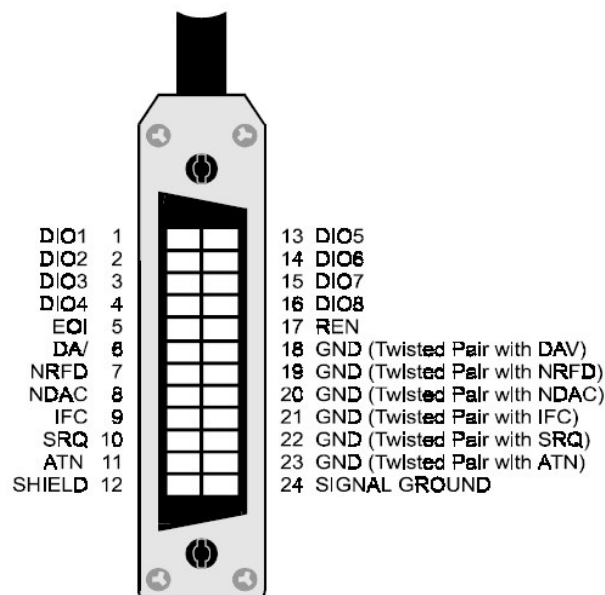 DIO1 1
DIO2 2
DIO3 3
DIO4 4
EOI 5
DAV 6
NRFD 7
NDAC 8
IFC 9
SRQ 10
ATN 11
SHIELD 12
13 DIO5
14 DIO6
15 DIO7
16 DIO8
17 REN
18 GND (Twisted Pair with DAV)
19 GND (Twisted Pair with NRFD)
20 GND (Twisted Pair with NDAC)
21 GND (Twisted Pair with IFC)
22 GND (Twisted Pair with SRQ)
23 GND (Twisted Pair with ATN)
24 SIGNAL GROUND